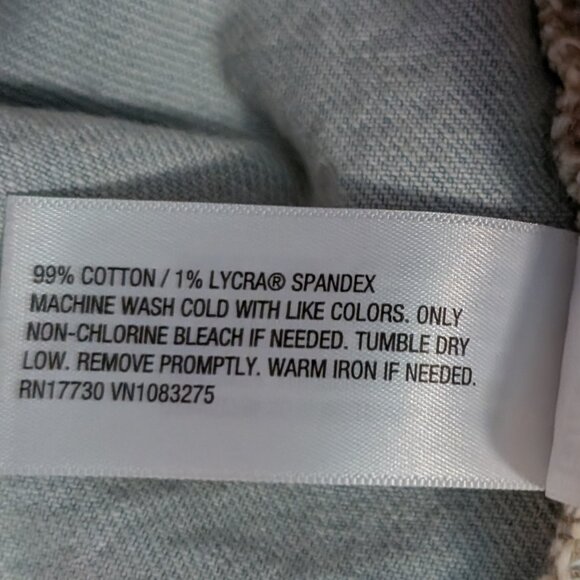 99% COTTON / 1% LYCRA® SPANDEX
MACHINE WASH COLD WITH LIKE COLORS. ONLY
NON-CHLORINE BLEACH IF NEEDED. TUMBLE DRY
LOW. REMOVE PROMPTLY. WARM IRON IF NEEDED.
RN17730 VN1083275